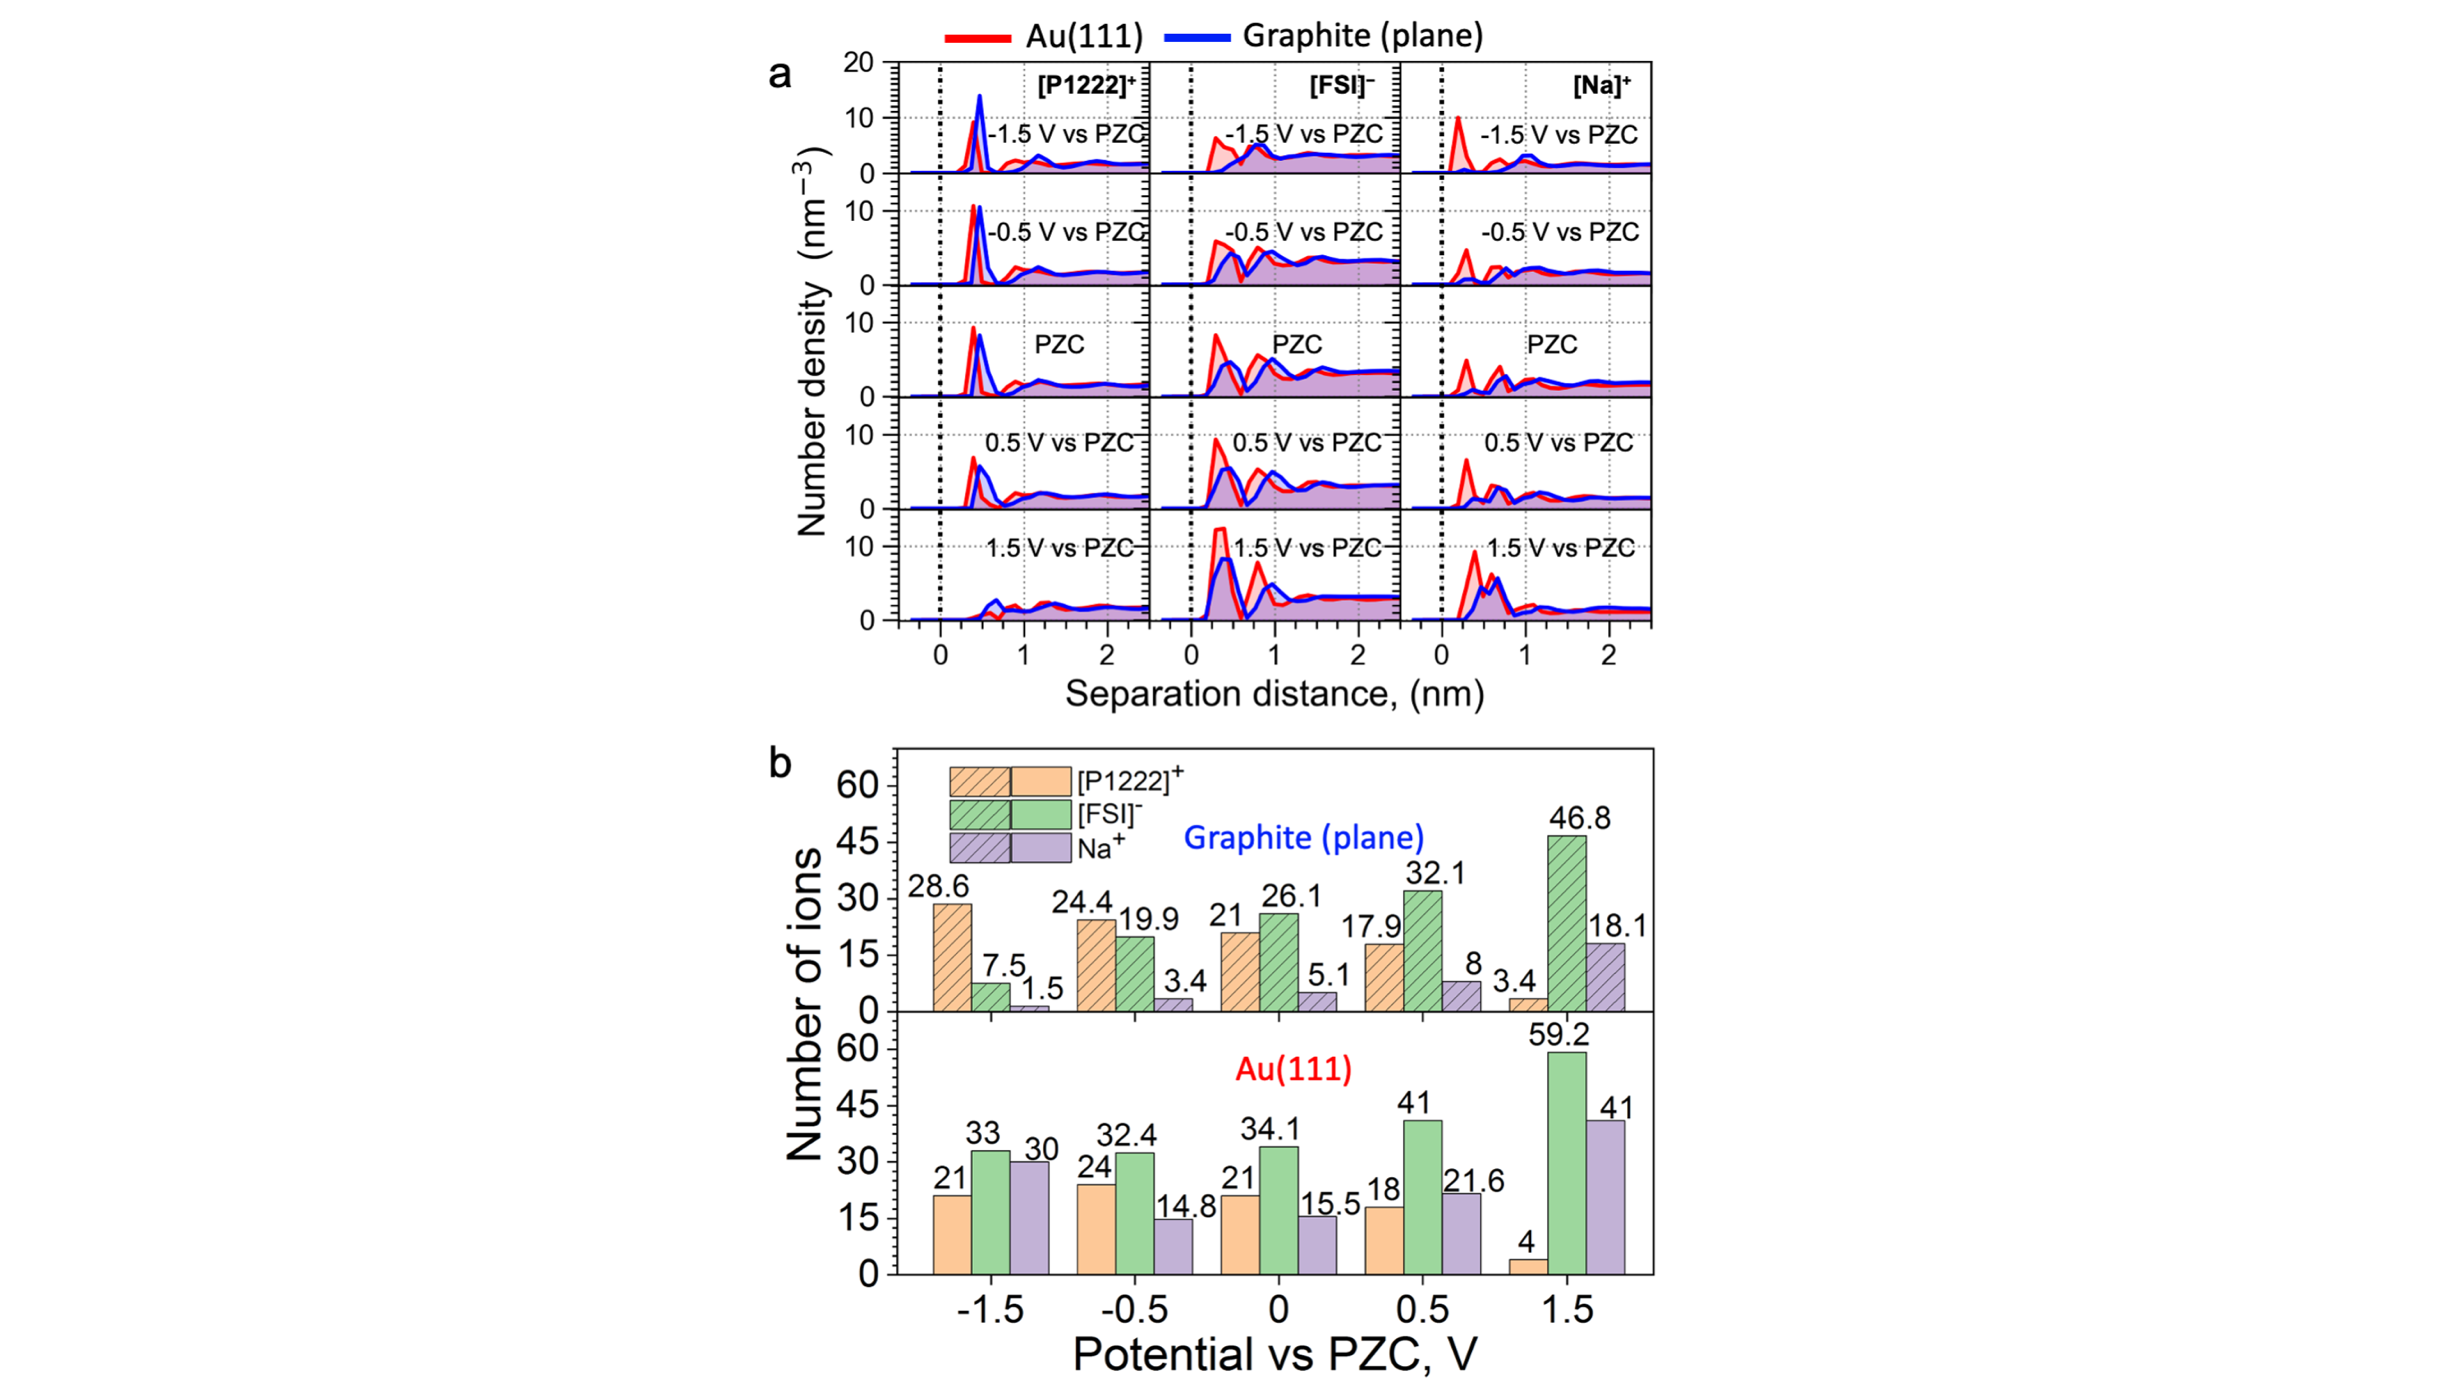 Au(111) Graphite (plane)
a
20
10
0
10
0
10
0
10
0
10
0
Number density (nm⁻³)
[P1222]⁺ [FSI]⁻ [Na]⁺
-1.5 V vs PZC -1.5 V vs PZC -1.5 V vs PZC
-0.5 V vs PZC -0.5 V vs PZC -0.5 V vs PZC
PZC PZC PZC
0.5 V vs PZC 0.5 V vs PZC 0.5 V vs PZC
1.5 V vs PZC 1.5 V vs PZC 1.5 V vs PZC
0 1 2 0 1 2 0 1 2
Separation distance, (nm)
b
Number of ions
60
45
30
15
0
[P1222]⁺
[FSI]⁻
Na⁺
Graphite (plane)
28.6 7.5 1.5 24.4 19.9 3.4 21 26.1 5.1 17.9 32.1 8 3.4 46.8 18.1
60
45
30
15
0
Au(111)
21 33 30 24 32.4 14.8 21 34.1 15.5 18 41 21.6 4 59.2 41
-1.5 -0.5 0 0.5 1.5
Potential vs PZC, V